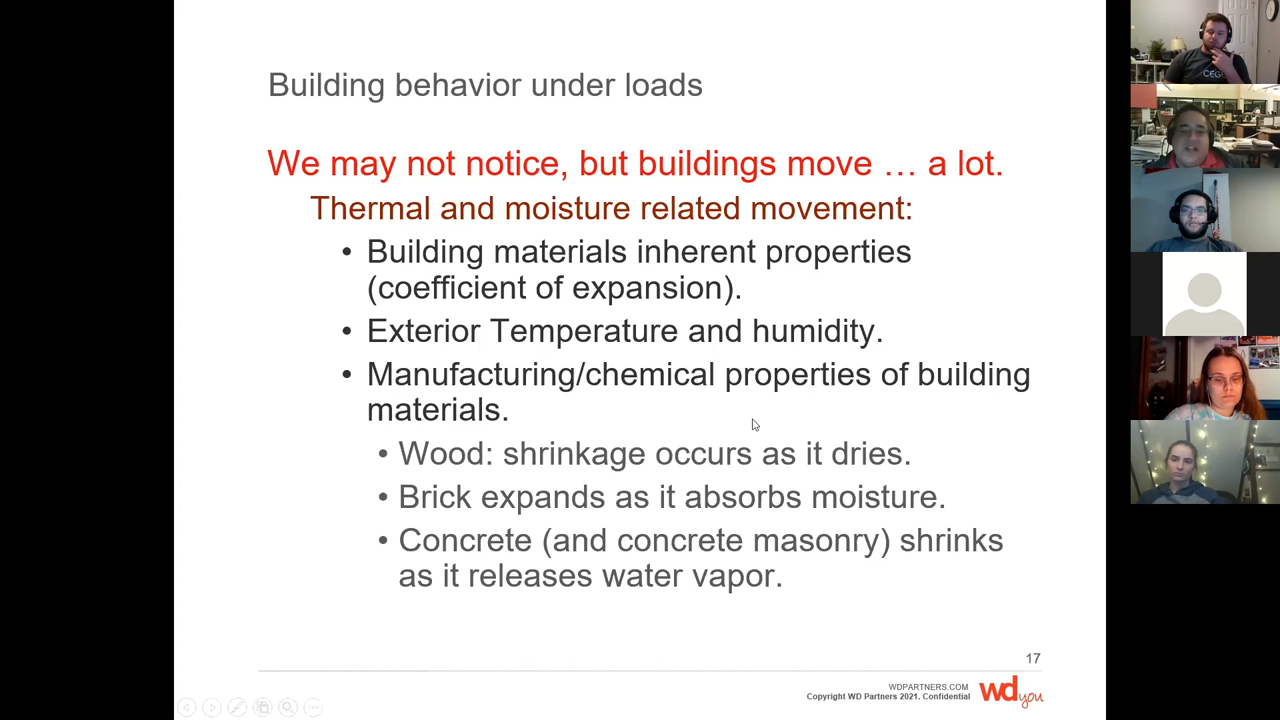 Building behavior under loads
We may not notice, but buildings move … a lot.
Thermal and moisture related movement:
• Building materials inherent properties
(coefficient of expansion).
• Exterior Temperature and humidity.
• Manufacturing/chemical properties of building
materials.
• Wood: shrinkage occurs as it dries.
• Brick expands as it absorbs moisture.
• Concrete (and concrete masonry) shrinks
as it releases water vapor.
17
WDPARTNERS.COM
Copyright WD Partners 2021. Confidential
wd you